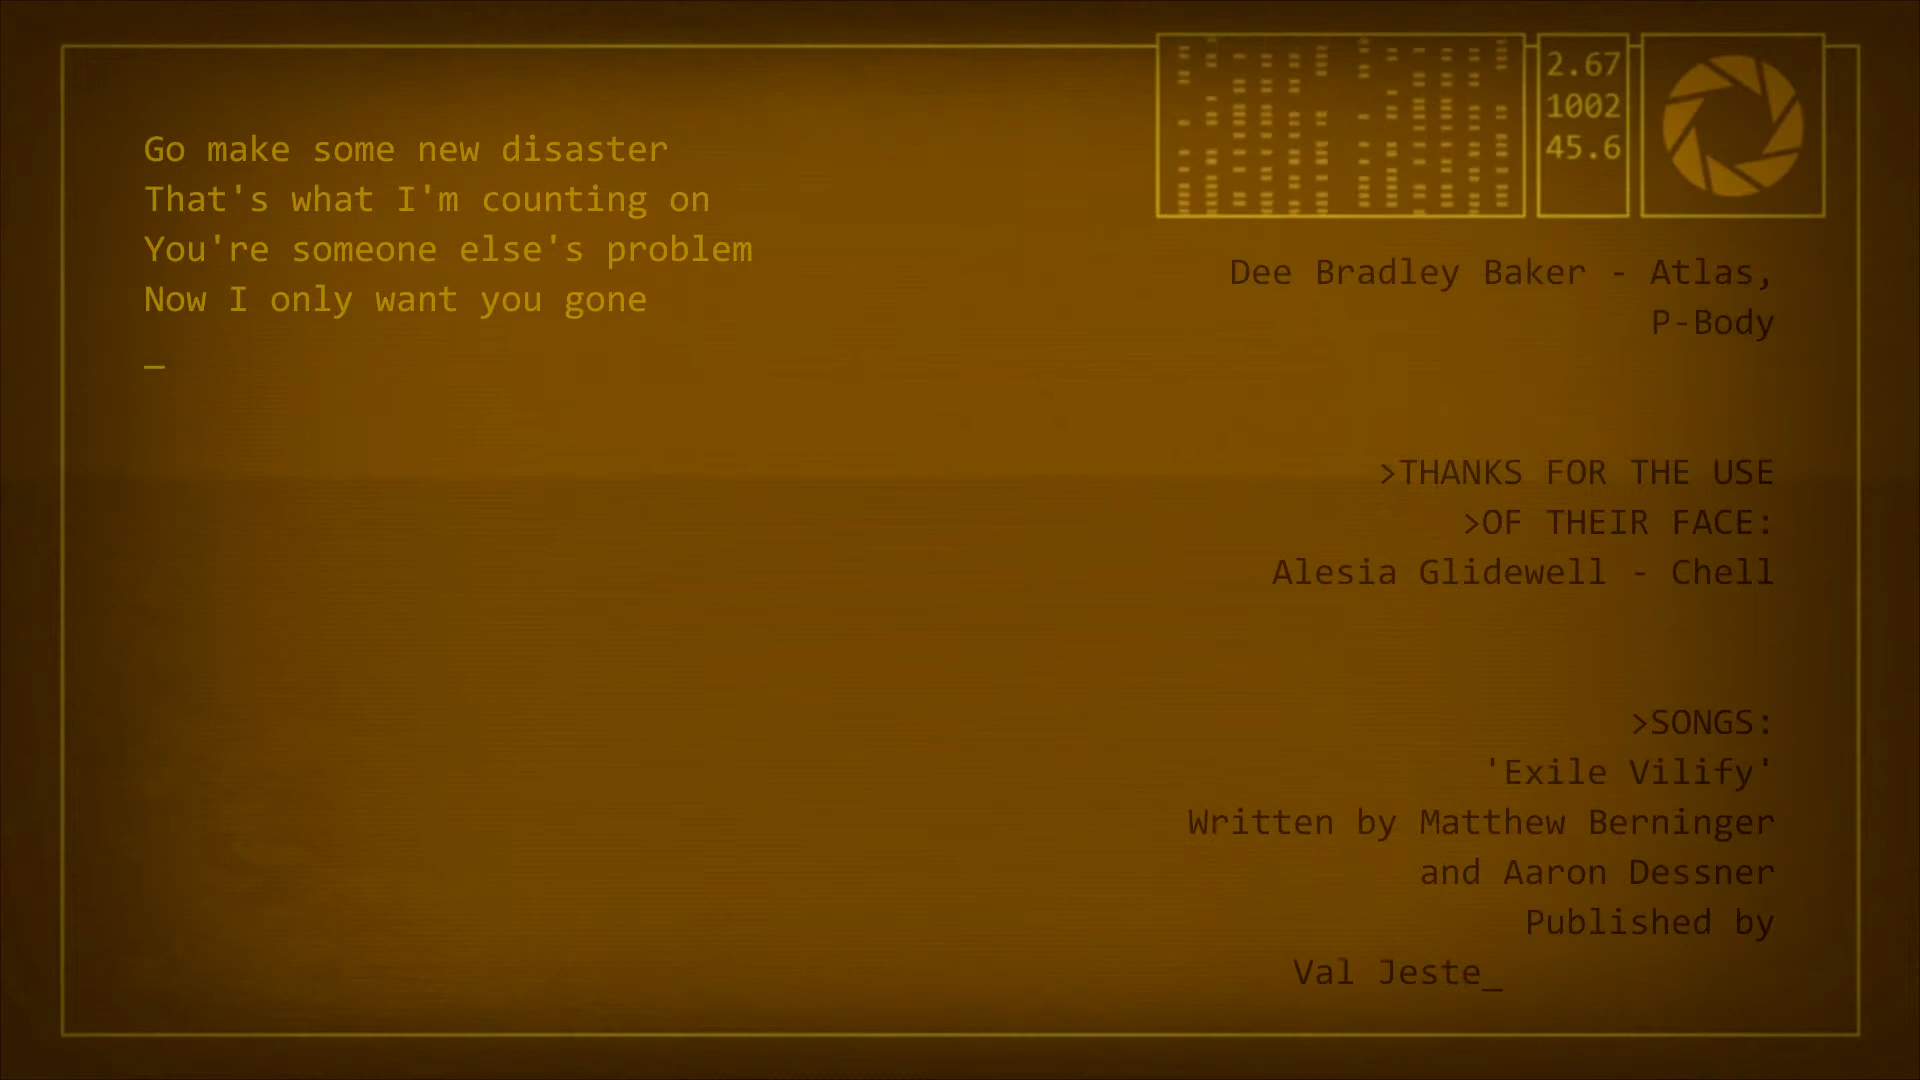 Go make some new disaster
That's what I'm counting on
You're someone else's problem
Now I only want you gone
_
2.67
1002
45.6
Dee Bradley Baker - Atlas,
P-Body
>THANKS FOR THE USE
>OF THEIR FACE:
Alesia Glidewell - Chell
>SONGS:
'Exile Vilify'
Written by Matthew Berninger
and Aaron Dessner
Published by
Val Jeste_